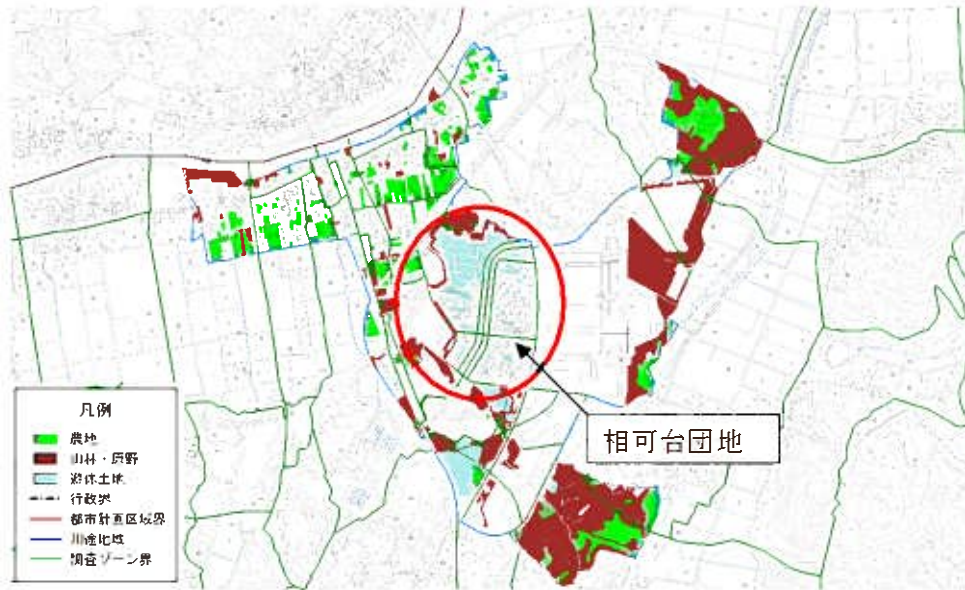 相可台団地
凡例
農地
山林・原野
遊休土地
行政界
都市計画区域界
用途地域
調査ゾーン界